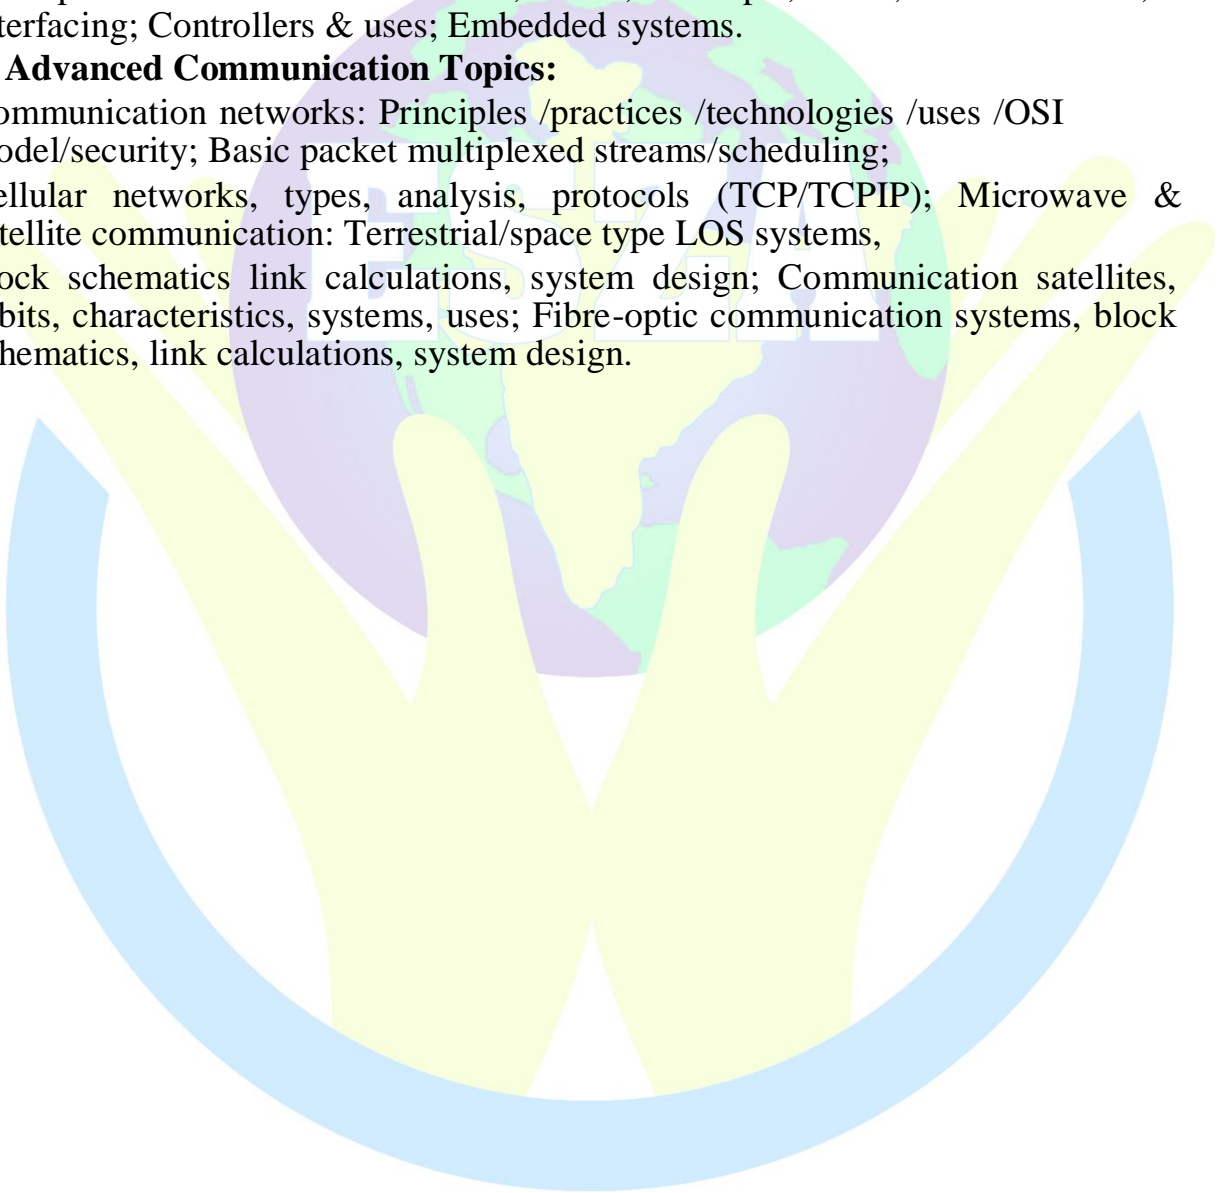 terfacing; Controllers & uses; Embedded systems.
Advanced Communication Topics:
ommunication networks: Principles /practices /technologies /uses /OSI
odel/security; Basic packet multiplexed streams/scheduling;
ellular networks, types, analysis, protocols (TCP/TCPIP); Microwave &
tellite communication: Terrestrial/space type LOS systems,
ock schematics link calculations, system design; Communication satellites,
bits, characteristics, systems, uses; Fibre-optic communication systems, block
hematics, link calculations, system design.
ESZA